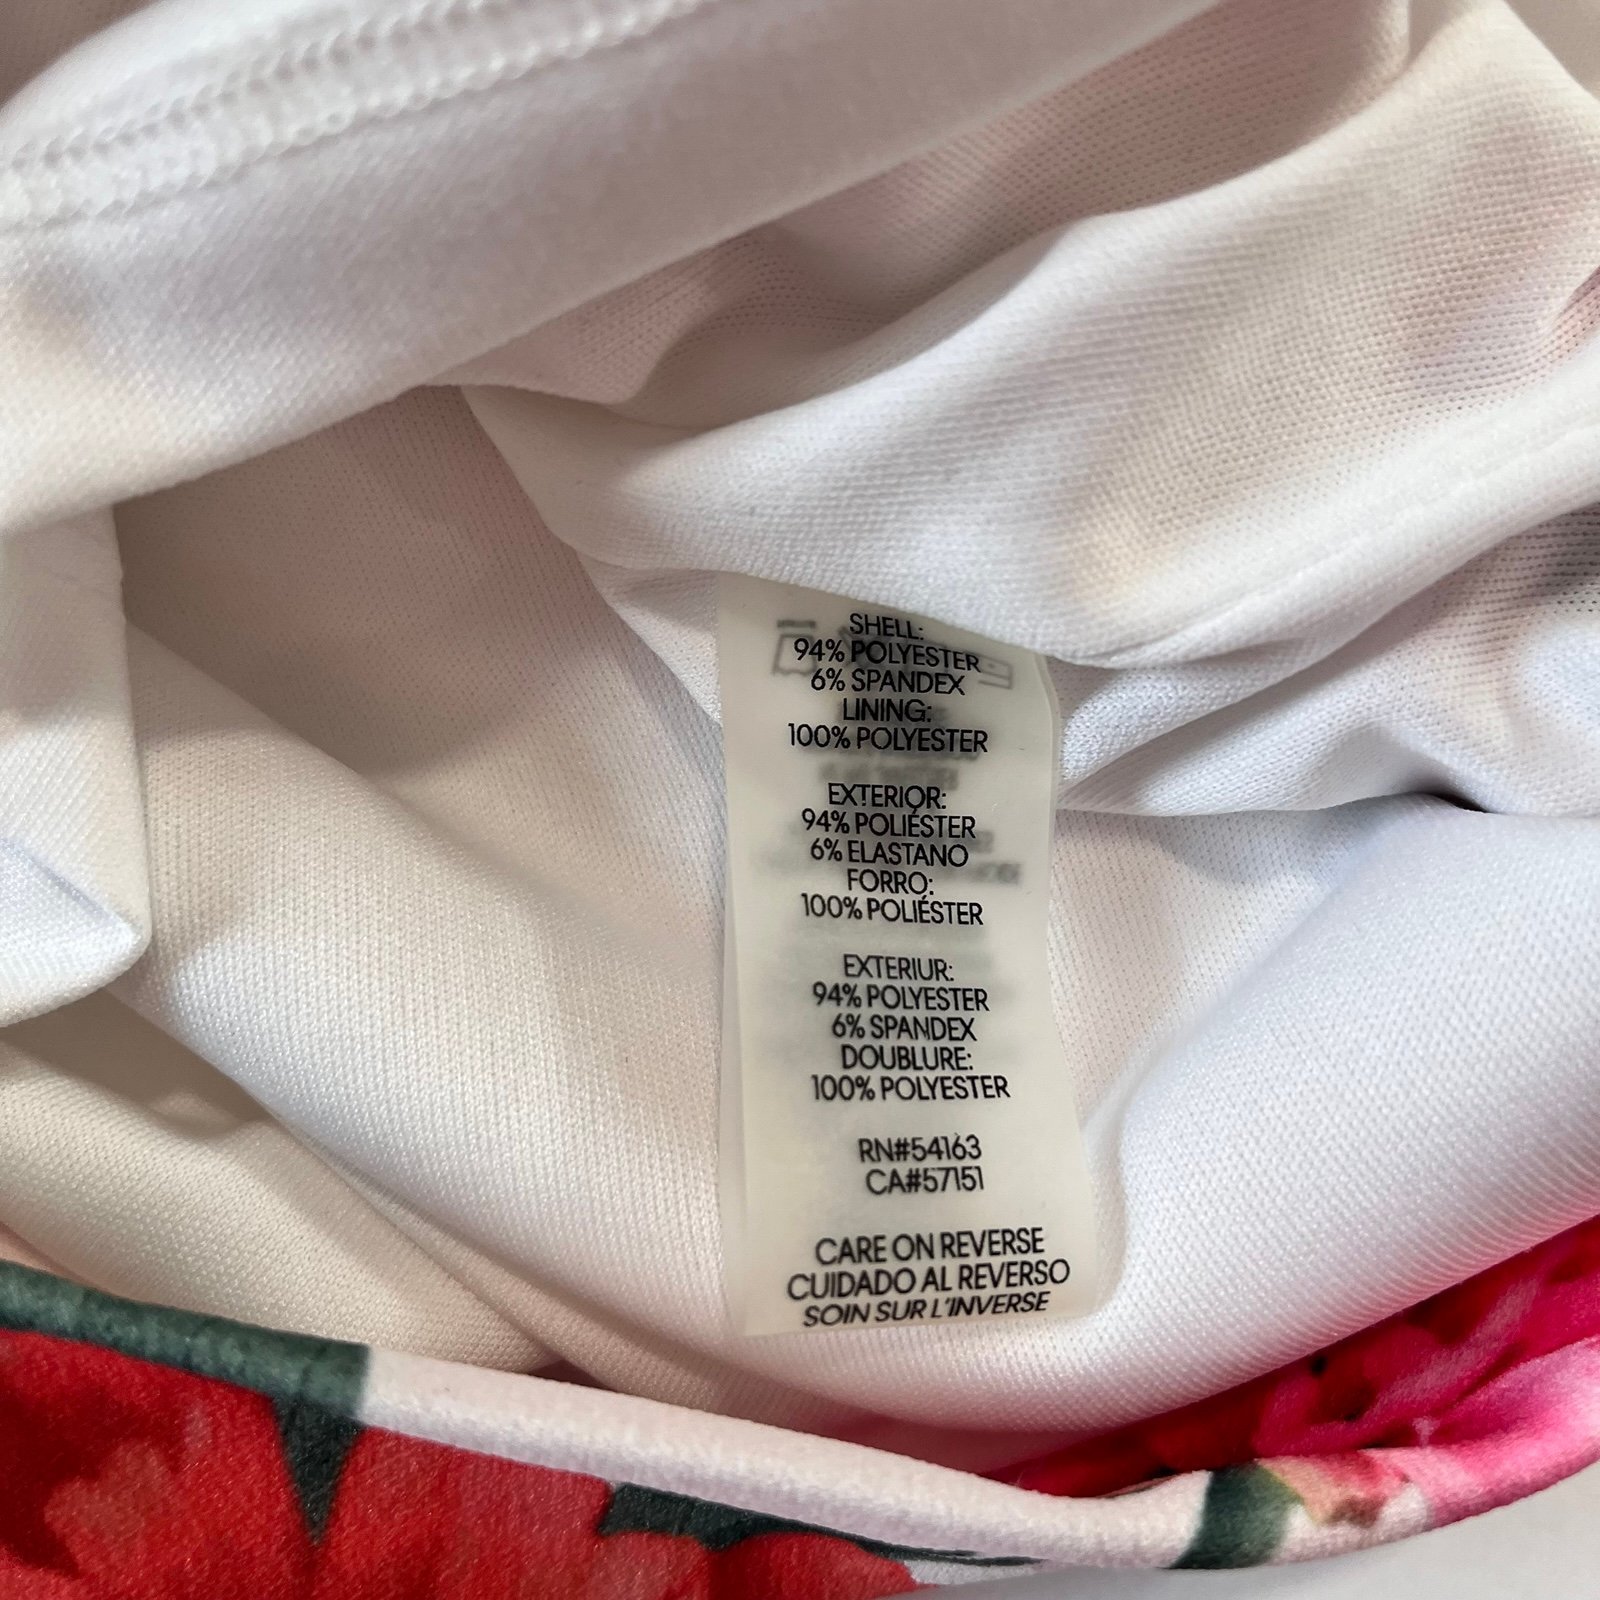 SHELL:
94% POLYESTER
6% SPANDEX
LINING:
100% POLYESTER
EXTERIOR:
94% POLIÉSTER
6% ELASTANO
FORRO:
100% POLIÉSTER
EXTERIUR:
94% POLYESTER
6% SPANDEX
DOUBLURE:
100% POLYESTER
RN#54163
CA#57151
CARE ON REVERSE
CUIDADO AL REVERSO
SOIN SUR L'INVERSE